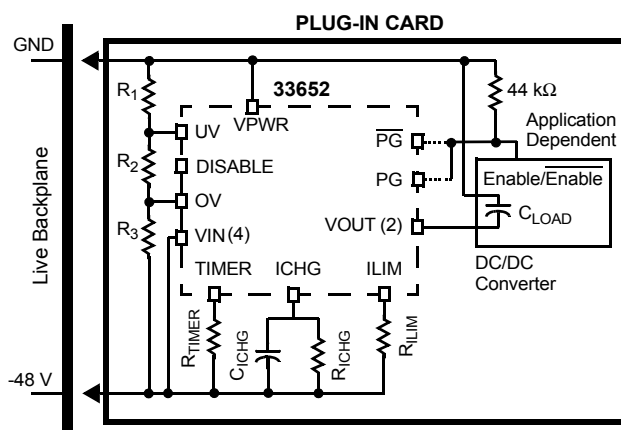 PLUG-IN CARD
GND
Live Backplane
-48 V
R1
R2
R3
33652
VPWR
UV
DISABLE
OV
VIN (4)
TIMER
ICHG
ILIM
PG
PG
VOUT (2)
44 kΩ
Application
Dependent
Enable/Enable
CLOAD
DC/DC
Converter
RTIMER
CICHG
RICHG
RILIM